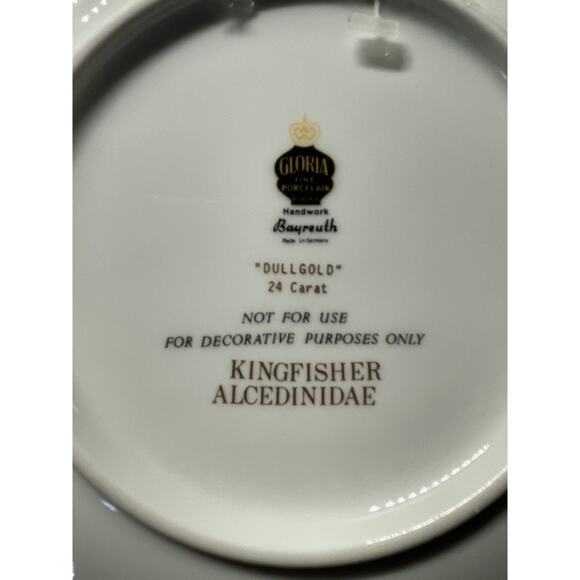 GLORIA
FINE
PORCELAIN
Handwork
Bayreuth
Made in Germany
"DULLGOLD"
24 Carat
NOT FOR USE
FOR DECORATIVE PURPOSES ONLY
KINGFISHER
ALCEDINIDAE